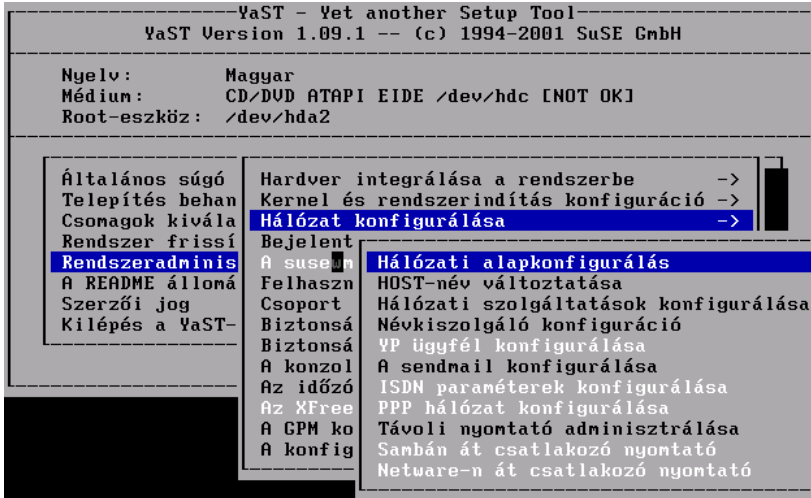 YaST - Yet another Setup Tool
YaST Version 1.09.1 -- (c) 1994-2001 SuSE GmbH
Nyelv: Magyar
Médium: CD/DVD ATAPI EIDE /dev/hdc [NOT OK]
Root-eszköz: /dev/hda2
Általános súgó
Telepítés behan
Csomagok kivála
Rendszer frissí
Rendszeradminis
A README állomá
Szerzői jog
Kilépés a YaST-
Hardver integrálása a rendszerbe ->
Kernel és rendszerindítás konfiguráció ->
Hálózat konfigurálása ->
Bejelent
A susewm
Felhaszn
Csoport
Biztonsá
Biztonsá
A konzol
Az időzó
Az XFree
A GPM ko
A konfig
Hálózati alapkonfigurálás
HOST-név változtatása
Hálózati szolgáltatások konfigurálása
Névkiszolgáló konfiguráció
YP ügyfél konfigurálása
A sendmail konfigurálása
ISDN paraméterek konfigurálása
PPP hálózat konfigurálása
Távoli nyomtató adminisztrálása
Sambán át csatlakozó nyomtató
Netware-n át csatlakozó nyomtató